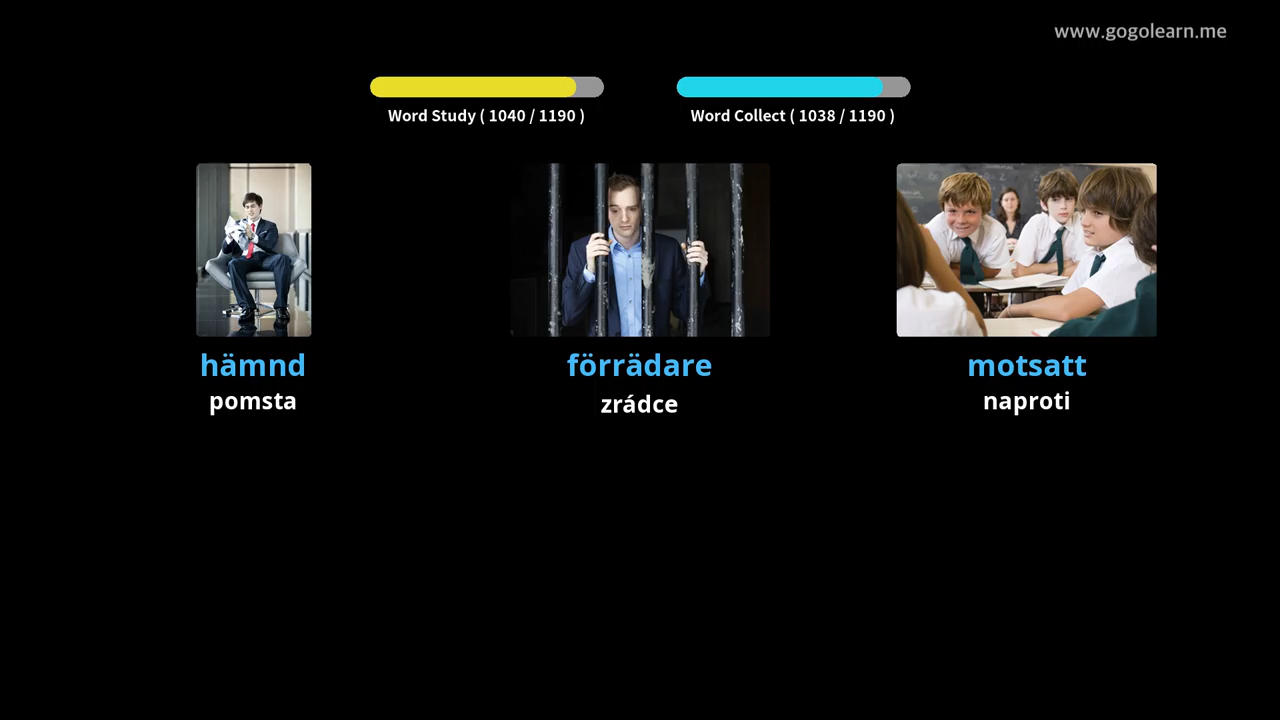 www.gogolearn.me
Word Study ( 1040 / 1190 )
Word Collect ( 1038 / 1190 )
hämnd
förrädare
motsatt
pomsta
zrádce
naproti